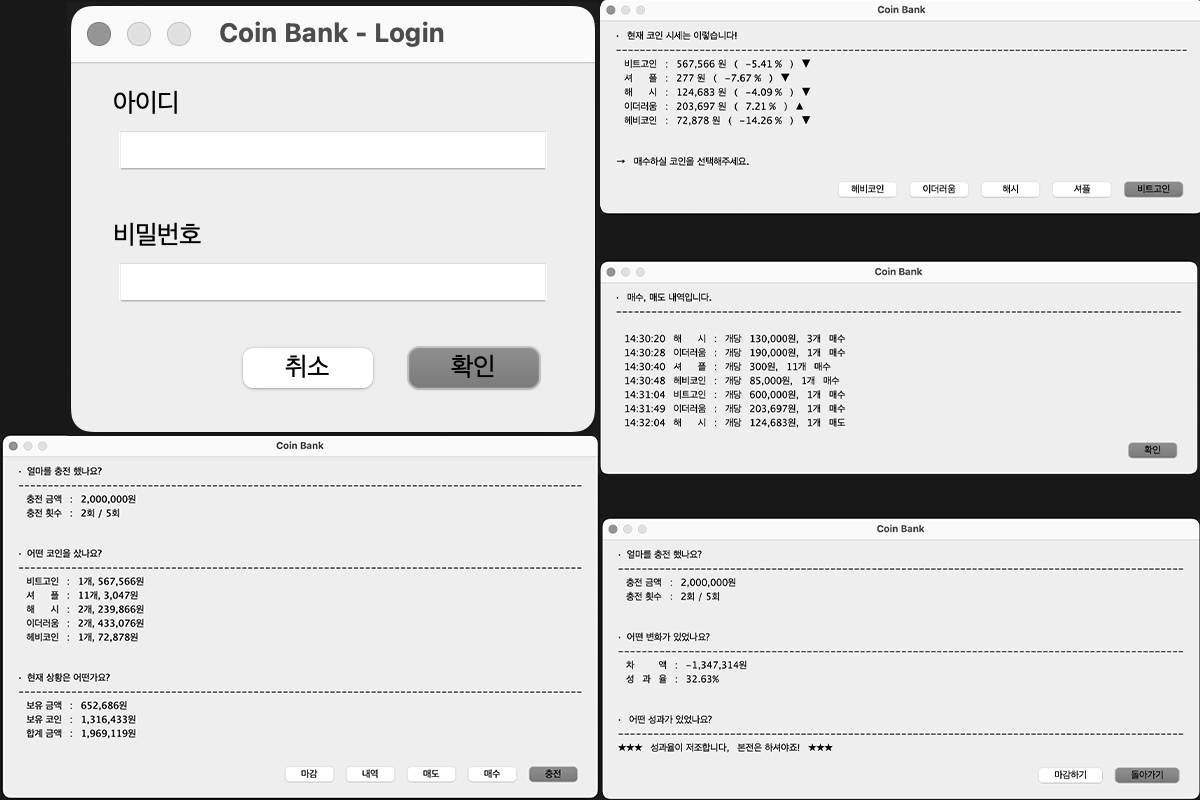 Coin Bank - Login
아이디
비밀번호
취소 확인
Coin Bank
· 현재 코인 시세는 이렇습니다!
비트고인 : 567,566 원 ( -5.41 % ) ▼
셔 플 : 277 원 ( -7.67 % ) ▼
해 시 : 124,683 원 ( -4.09 % ) ▼
이더러움 : 203,697 원 ( 7.21 % ) ▲
헤비코인 : 72,878 원 ( -14.26 % ) ▼
→ 매수하실 코인을 선택해주세요.
헤비코인 이더러움 해시 셔플 비트고인
Coin Bank
· 매수, 매도 내역입니다.
14:30:20 해 시 : 개당 130,000원, 3개 매수
14:30:28 이더러움 : 개당 190,000원, 1개 매수
14:30:40 셔 플 : 개당 300원, 11개 매수
14:30:48 헤비코인 : 개당 85,000원, 1개 매수
14:31:04 비트고인 : 개당 600,000원, 1개 매수
14:31:49 이더러움 : 개당 203,697원, 1개 매수
14:32:04 해 시 : 개당 124,683원, 1개 매도
확인
Coin Bank
· 얼마를 충전 했나요?
충전 금액 : 2,000,000원
충전 횟수 : 2회 / 5회
· 어떤 코인을 샀나요?
비트고인 : 1개, 567,566원
셔 플 : 11개, 3,047원
해 시 : 2개, 239,866원
이더러움 : 2개, 433,076원
헤비코인 : 1개, 72,878원
· 현재 상황은 어떤가요?
보유 금액 : 652,686원
보유 코인 : 1,316,433원
합계 금액 : 1,969,119원
마감 내역 매도 매수 충전
Coin Bank
· 얼마를 충전 했나요?
충전 금액 : 2,000,000원
충전 횟수 : 2회 / 5회
· 어떤 변화가 있었나요?
차 액 : -1,347,314원
성 과 율 : 32.63%
· 어떤 성과가 있었나요?
★★★ 성과율이 저조합니다, 본전은 하셔야죠! ★★★
마감하기 돌아가기